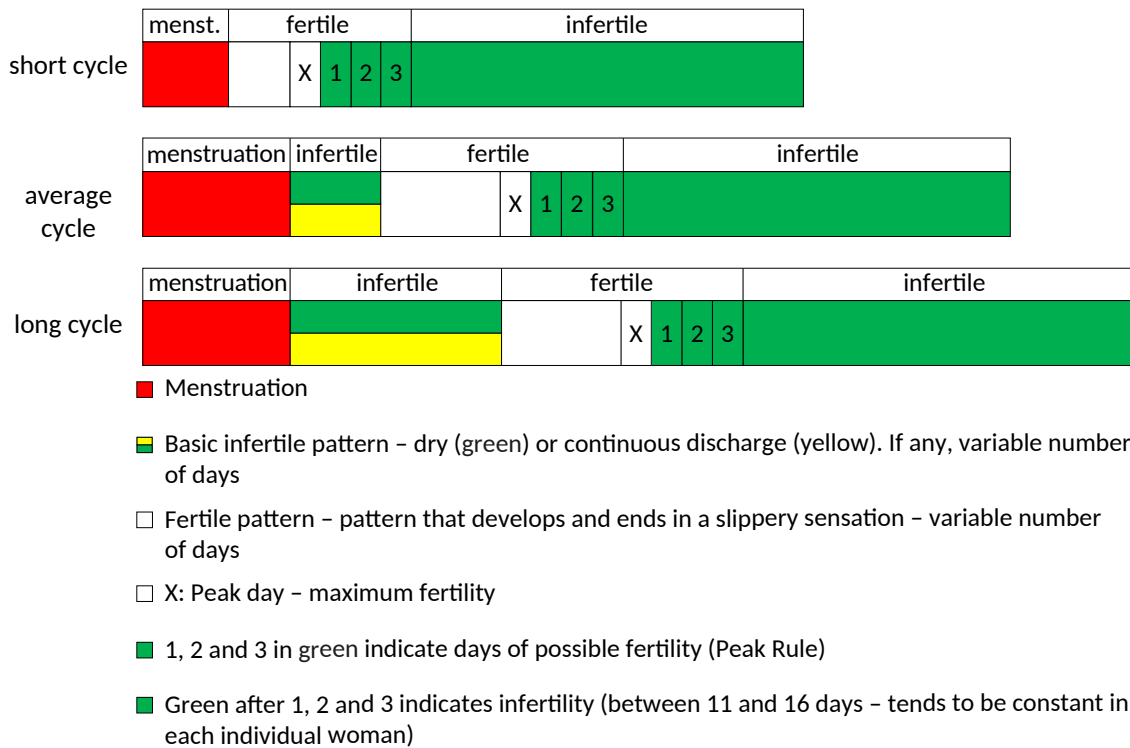 menst. fertile infertile
short cycle
X 1 2 3
menstruation infertile fertile infertile
average
cycle
X 1 2 3
menstruation infertile fertile infertile
long cycle
X 1 2 3
Menstruation
Basic infertile pattern – dry (green) or continuous discharge (yellow). If any, variable number
of days
Fertile pattern – pattern that develops and ends in a slippery sensation – variable number
of days
X: Peak day – maximum fertility
1, 2 and 3 in green indicate days of possible fertility (Peak Rule)
Green after 1, 2 and 3 indicates infertility (between 11 and 16 days – tends to be constant in
each individual woman)